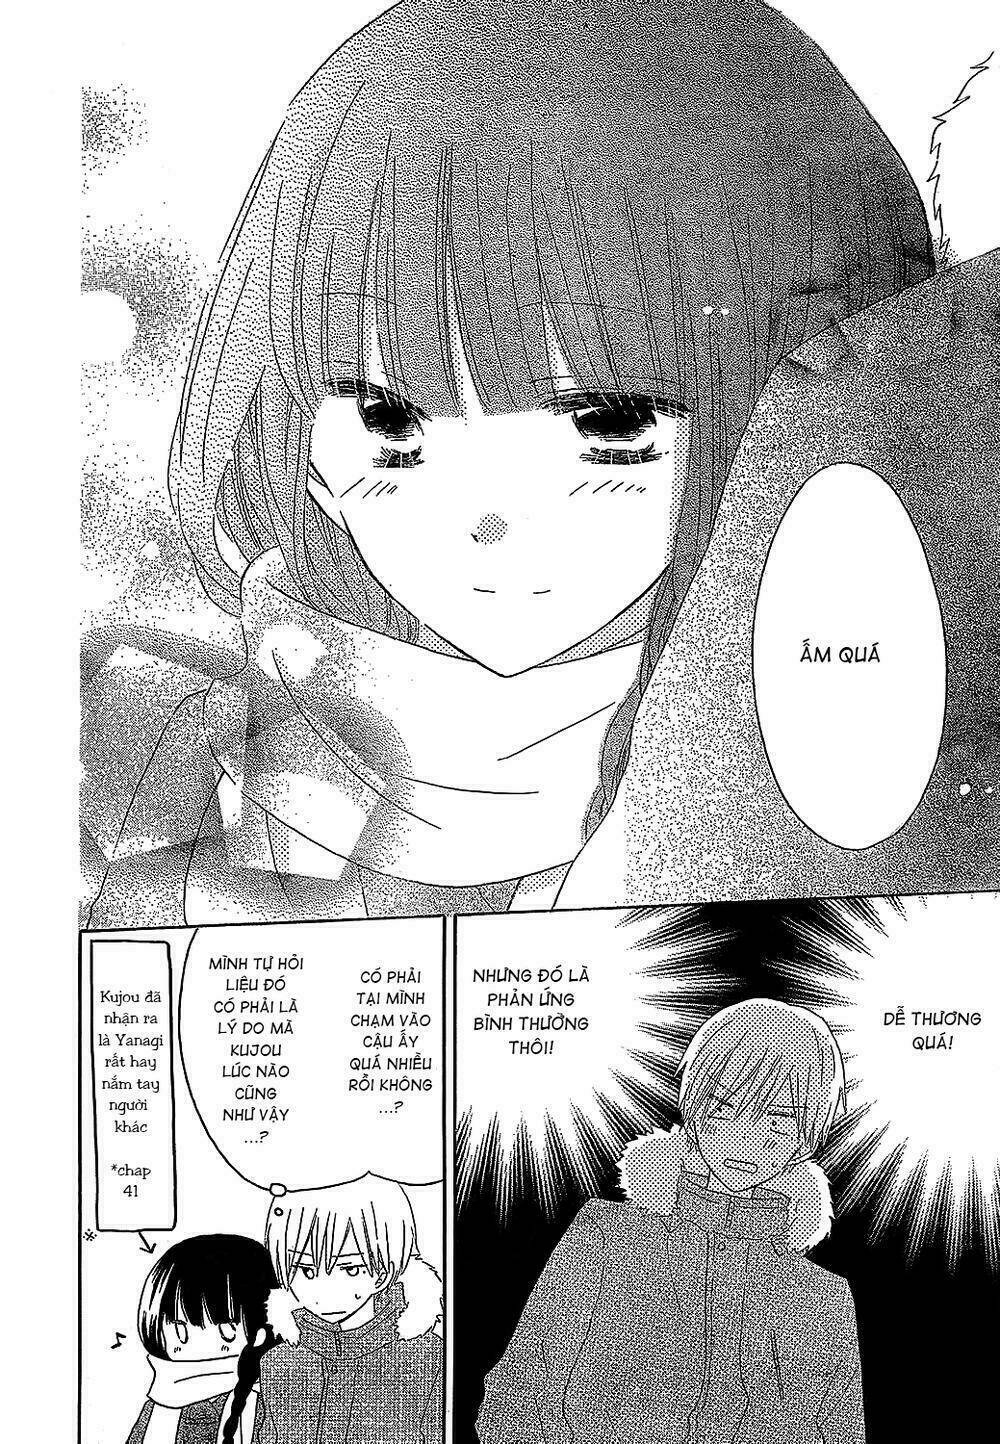 ẤM QUÁ
DỄ THƯƠNG
QUÁ!
NHƯNG ĐÓ LÀ
PHẢN ỨNG
BÌNH THƯỜNG
THÔI!
CÓ PHẢI
TẠI MÌNH
CHẠM VÀO
CẬU ẤY
QUÁ NHIỀU
RỒI KHÔNG
...?
MÌNH TỰ HỎI
LIỆU ĐÓ
CÓ PHẢI LÀ
LÝ DO MÀ
KUJOU
LÚC NÀO
CŨNG
NHƯ VẬY
...?
Kujou đã
nhận ra
là Yanagi
rất hay
nắm tay
người
khác
*chap
41